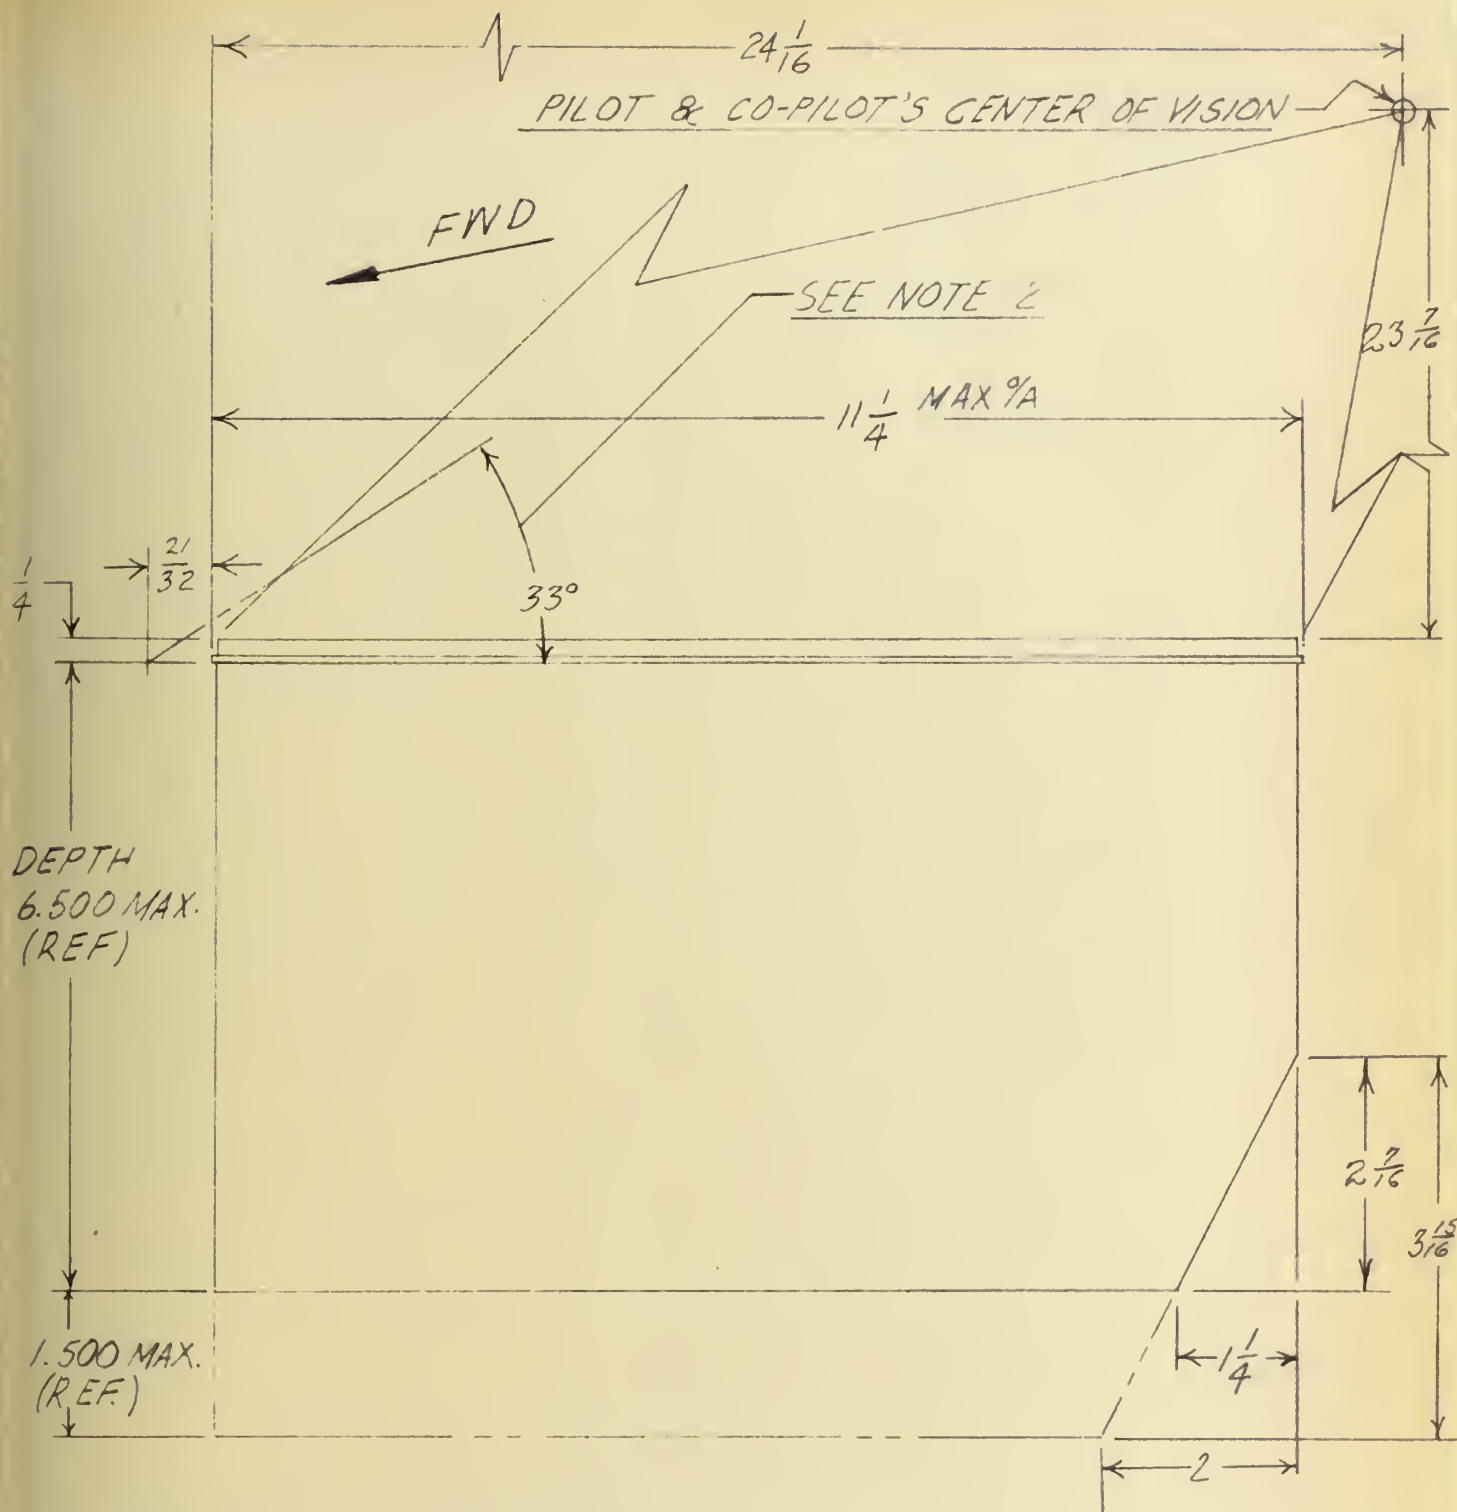 24 1/16
PILOT & CO-PILOT'S CENTER OF VISION
FWD
SEE NOTE 2
23 7/16
11 1/4 MAX O/A
21/32
1/4
33°
DEPTH
6.500 MAX.
(REF)
2 7/16
3 15/16
1.500 MAX.
(REF.)
1 1/4
2